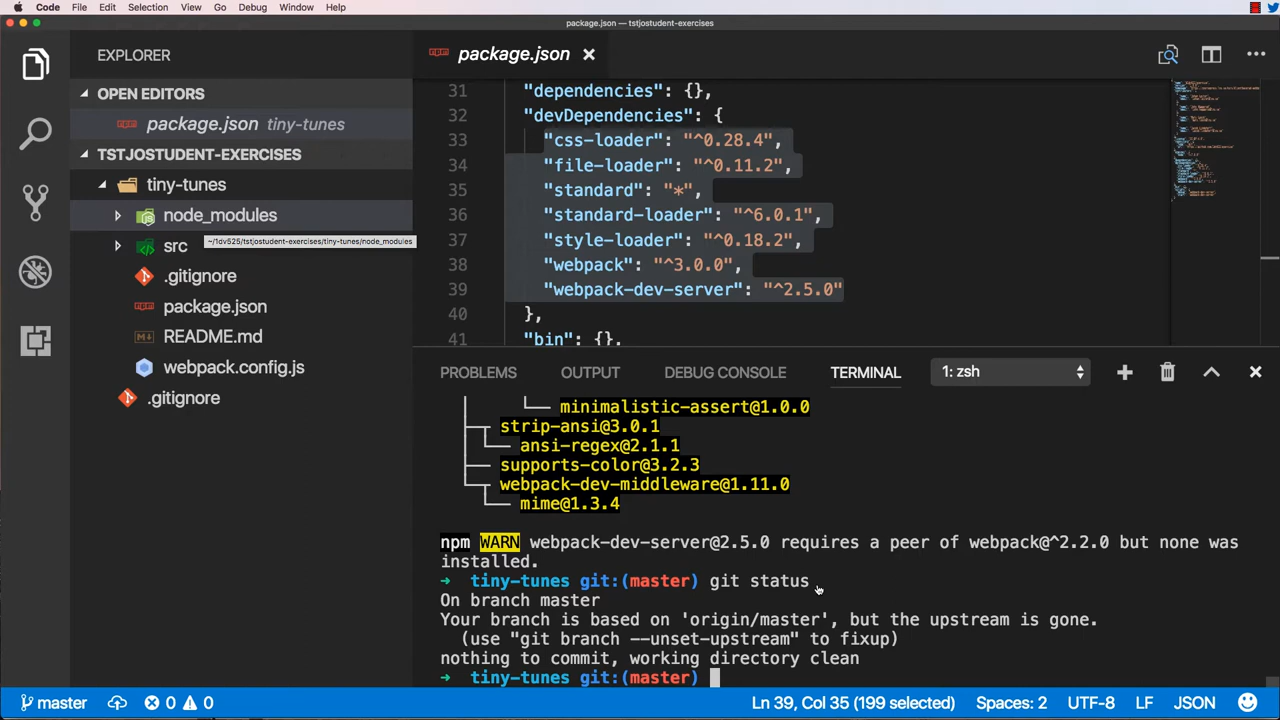 Code File Edit Selection View Go Debug Window Help
package.json — tstjostudent-exercises
EXPLORER
OPEN EDITORS
package.json tiny-tunes
TSTJOSTUDENT-EXERCISES
tiny-tunes
node_modules
~/1dv525/tstjostudent-exercises/tiny-tunes/node_modules
src
.gitignore
package.json
README.md
webpack.config.js
.gitignore
package.json
31 "dependencies": {},
32 "devDependencies": {
33 "css-loader": "^0.28.4",
34 "file-loader": "^0.11.2",
35 "standard": "*",
36 "standard-loader": "^6.0.1",
37 "style-loader": "^0.18.2",
38 "webpack": "^3.0.0",
39 "webpack-dev-server": "^2.5.0"
40 },
41 "bin": {},
PROBLEMS OUTPUT DEBUG CONSOLE TERMINAL 1: zsh
minimalistic-assert@1.0.0
strip-ansi@3.0.1
ansi-regex@2.1.1
supports-color@3.2.3
webpack-dev-middleware@1.11.0
mime@1.3.4
npm WARN webpack-dev-server@2.5.0 requires a peer of webpack@^2.2.0 but none was
installed.
→ tiny-tunes git:(master) git status
On branch master
Your branch is based on 'origin/master', but the upstream is gone.
(use "git branch --unset-upstream" to fixup)
nothing to commit, working directory clean
→ tiny-tunes git:(master)
master 0 0 Ln 39, Col 35 (199 selected) Spaces: 2 UTF-8 LF JSON